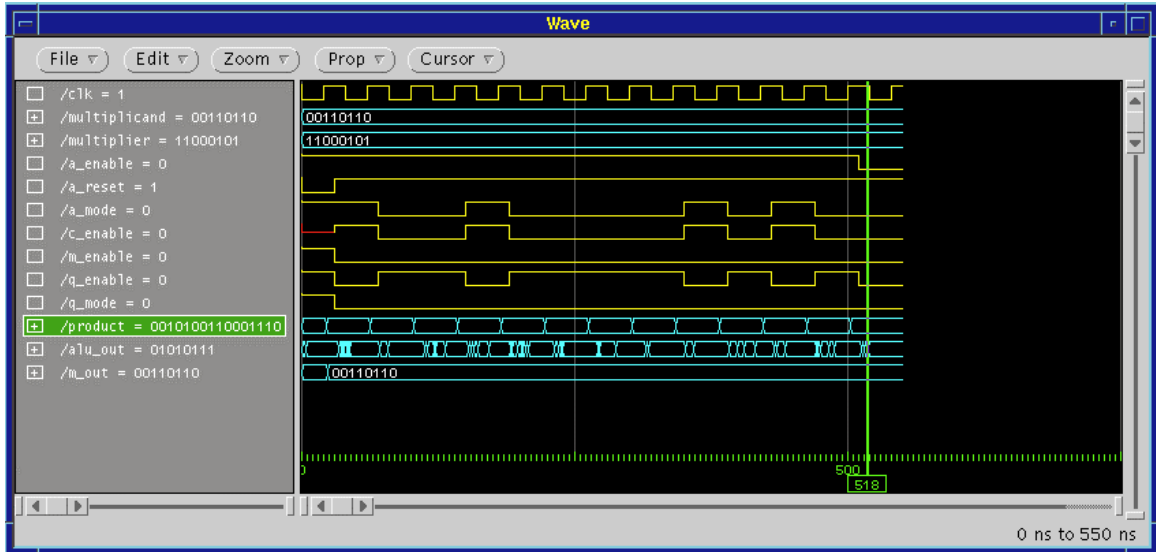 Wave
File Edit Zoom Prop Cursor
/clk = 1
/multiplicand = 00110110 00110110
/multiplier = 11000101 11000101
/a_enable = 0
/a_reset = 1
/a_mode = 0
/c_enable = 0
/m_enable = 0
/q_enable = 0
/q_mode = 0
/product = 0010100110001110
/alu_out = 01010111
/m_out = 00110110 00110110
0 500
518
0 ns to 550 ns